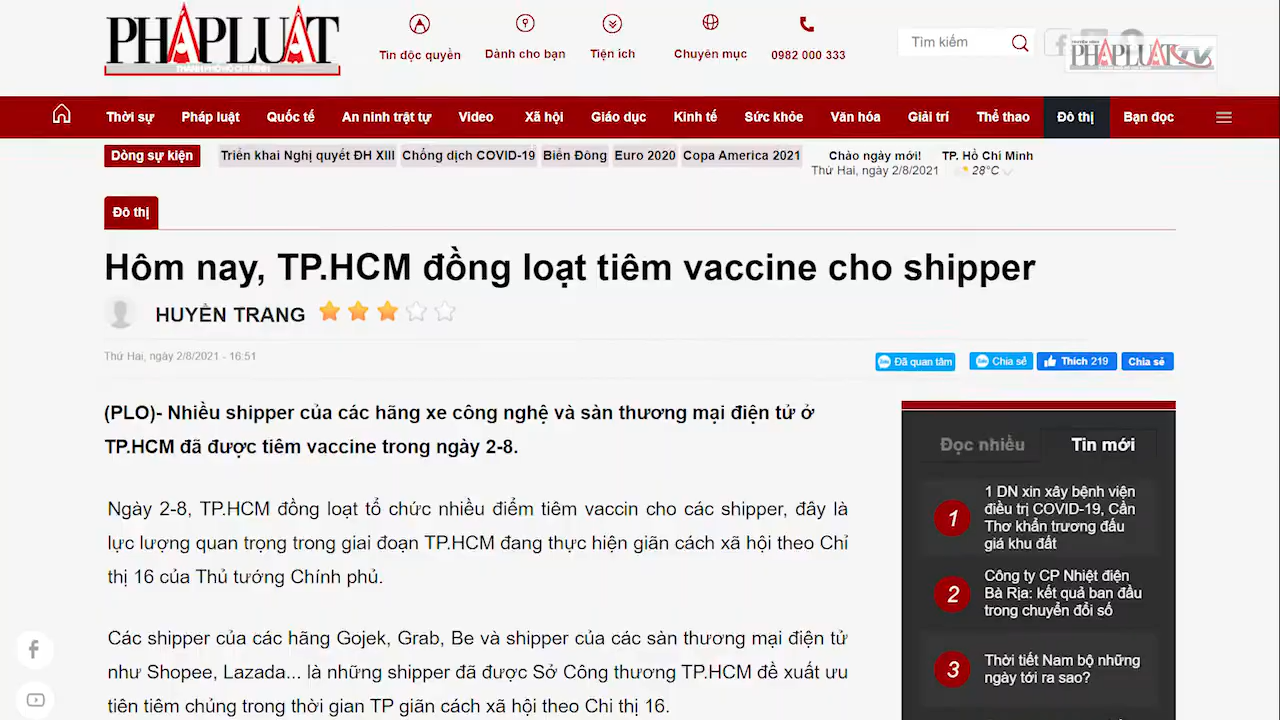 PHÁPLUẬT
THÀNH PHỐ HỒ CHÍ MINH
Tin độc quyền
Dành cho bạn
Tiện ích
Chuyên mục
0982 000 333
Tìm kiếm
PHÁPLUẬT TV
Thời sự Pháp luật Quốc tế An ninh trật tự Video Xã hội Giáo dục Kinh tế Sức khỏe Văn hóa Giải trí Thể thao Đô thị Bạn đọc
Dòng sự kiện Triển khai Nghị quyết ĐH XIII Chống dịch COVID-19 Biển Đông Euro 2020 Copa America 2021
Chào ngày mới! TP. Hồ Chí Minh
Thứ Hai, ngày 2/8/2021 28°C
Đô thị
Hôm nay, TP.HCM đồng loạt tiêm vaccine cho shipper
HUYỀN TRANG
Thứ Hai, ngày 2/8/2021 - 16:51
Đã quan tâm Chia sẻ Thích 219 Chia sẻ
(PLO)- Nhiều shipper của các hãng xe công nghệ và sàn thương mại điện tử ở
TP.HCM đã được tiêm vaccine trong ngày 2-8.
Ngày 2-8, TP.HCM đồng loạt tổ chức nhiều điểm tiêm vaccin cho các shipper, đây là
lực lượng quan trọng trong giai đoạn TP.HCM đang thực hiện giãn cách xã hội theo Chỉ
thị 16 của Thủ tướng Chính phủ.
Các shipper của các hãng Gojek, Grab, Be và shipper của các sàn thương mại điện tử
như Shopee, Lazada... là những shipper đã được Sở Công thương TP.HCM đề xuất ưu
tiên tiêm chủng trong thời gian TP giãn cách xã hội theo Chỉ thị 16.
Đọc nhiều Tin mới
1
1 DN xin xây bệnh viện
điều trị COVID-19, Cần
Thơ khẩn trương đấu
giá khu đất
2
Công ty CP Nhiệt điện
Bà Rịa: kết quả ban đầu
trong chuyển đổi số
3
Thời tiết Nam bộ những
ngày tới ra sao?